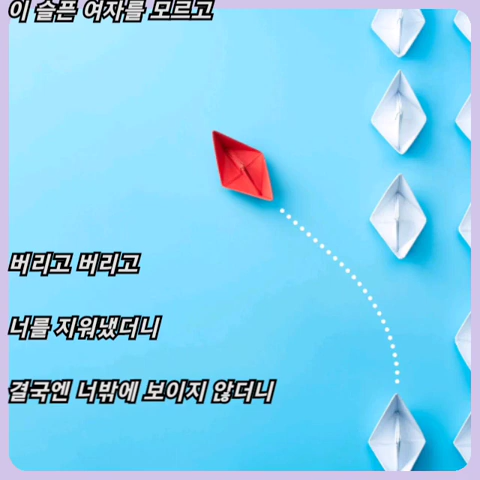 이 슬픈 여자를 모르고
버리고 버리고
너를 지워냈더니
결국엔 너밖에 보이지 않더니